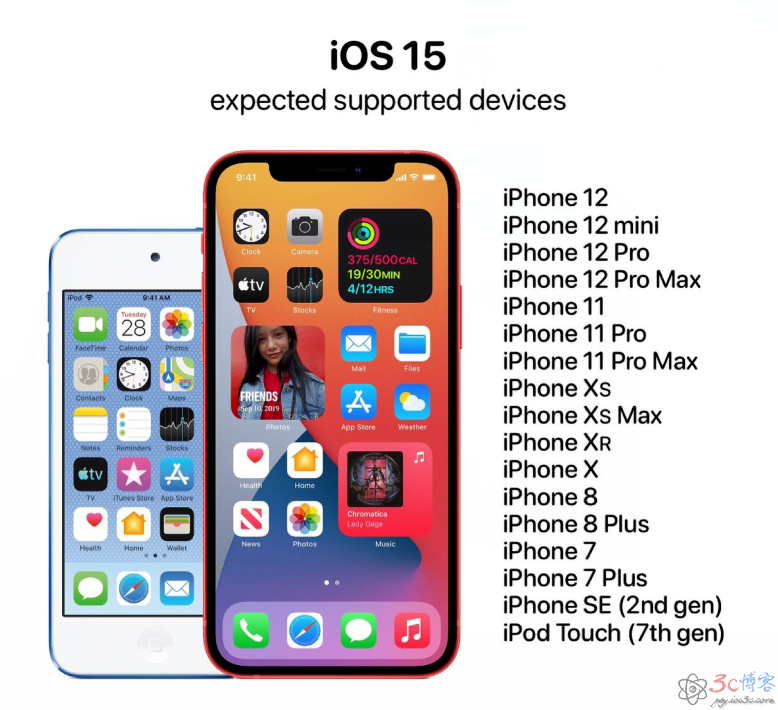 iOS 15
expected supported devices
iPhone 12
iPhone 12 mini
iPhone 12 Pro
iPhone 12 Pro Max
iPhone 11
iPhone 11 Pro
iPhone 11 Pro Max
iPhone Xs
iPhone Xs Max
iPhone XR
iPhone X
iPhone 8
iPhone 8 Plus
iPhone 7
iPhone 7 Plus
iPhone SE (2nd gen)
iPod Touch (7th gen)
iPod 9:41 AM
Tuesday
28
FaceTime Calendar Photos
Contacts Clock Maps
Notes Reminders Stocks
tv
TV iTunes Store App Store
Health Home Wallet
9:41
Clock Camera
375/500CAL
19/30MIN
4/12HRS
tv
TV Stocks Fitness
FRIENDS
Sep 10, 2019
Photos
Mail Files
App Store Weather
Health Home
Chromatica
Lady Gaga
News Photos Music
3c博客